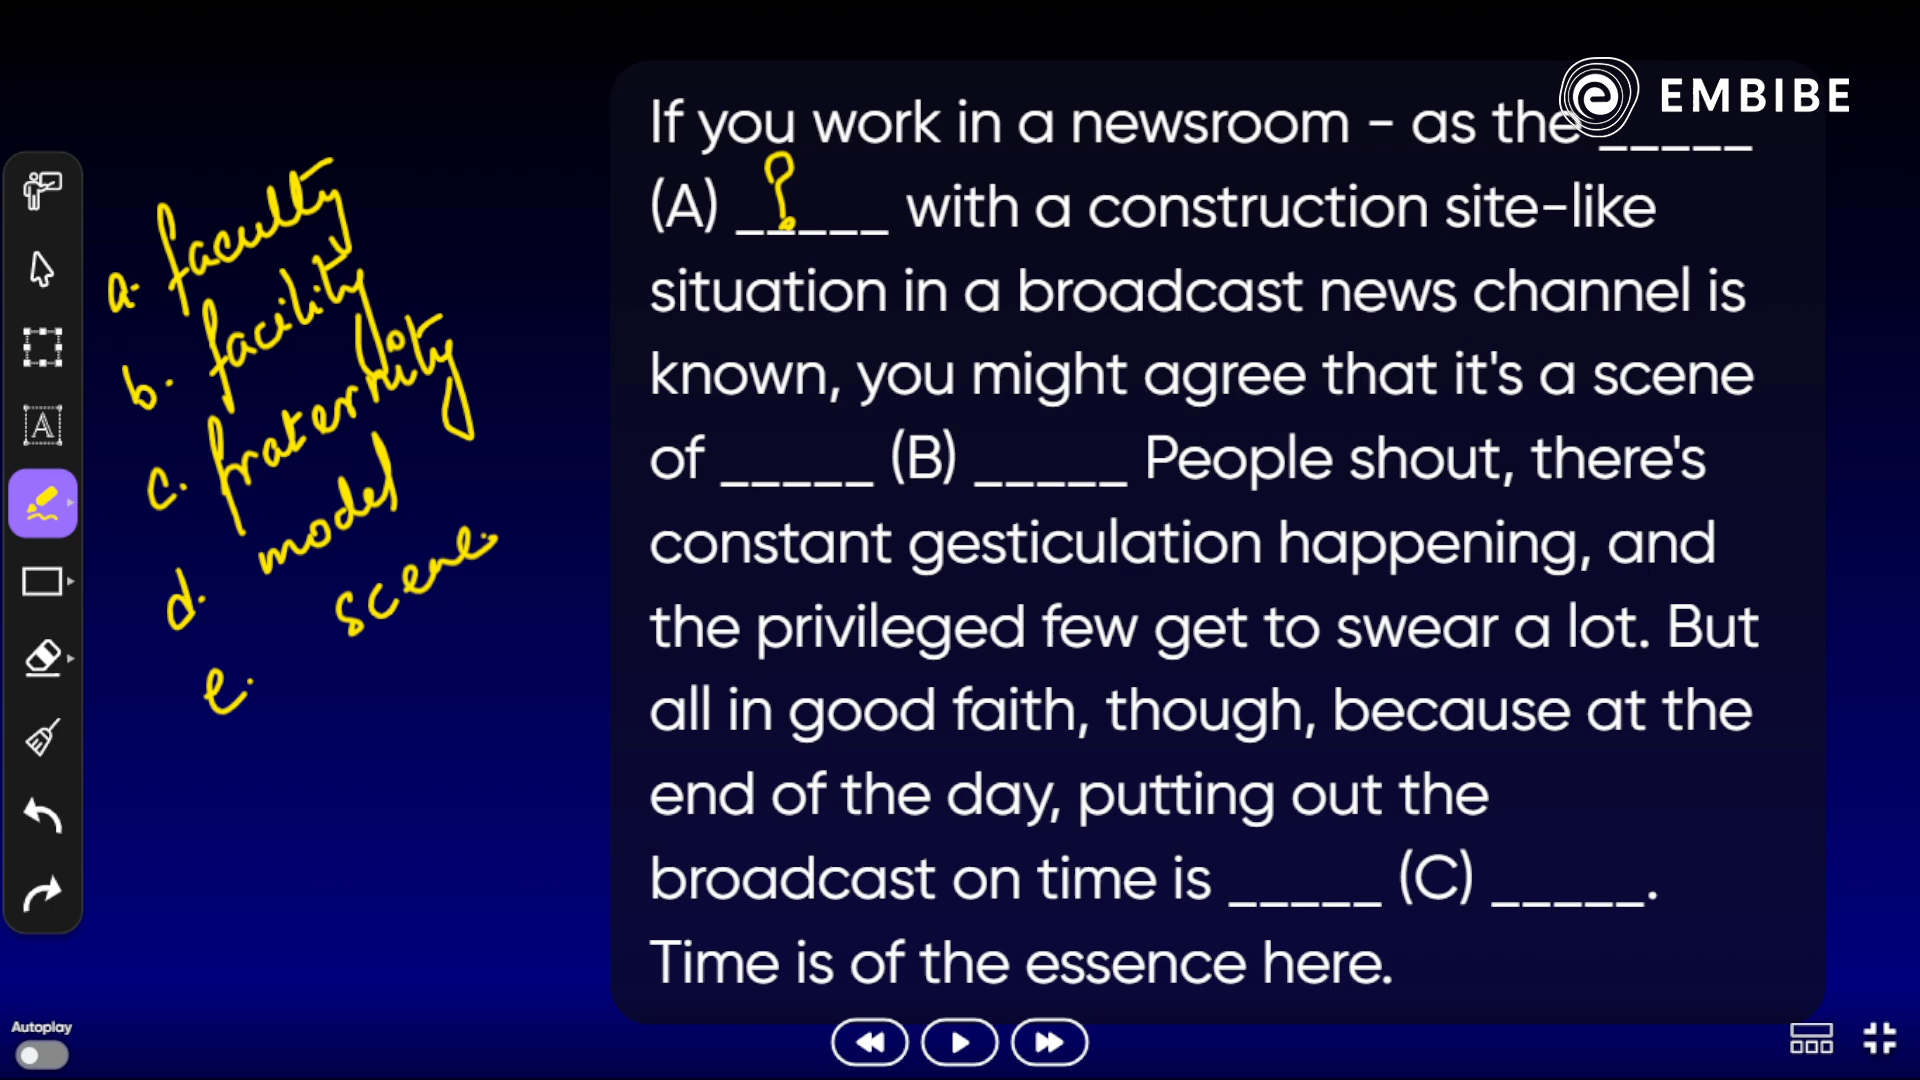 EMBIBE
If you work in a newsroom - as the _____
(A) _____ with a construction site-like
situation in a broadcast news channel is
known, you might agree that it's a scene
of _____ (B) _____ People shout, there's
constant gesticulation happening, and
the privileged few get to swear a lot. But
all in good faith, though, because at the
end of the day, putting out the
broadcast on time is _____ (C) _____.
Time is of the essence here.
?
a. faculty
b. facility
c. fraternity
d. model
e. scene
lot
A
Autoplay